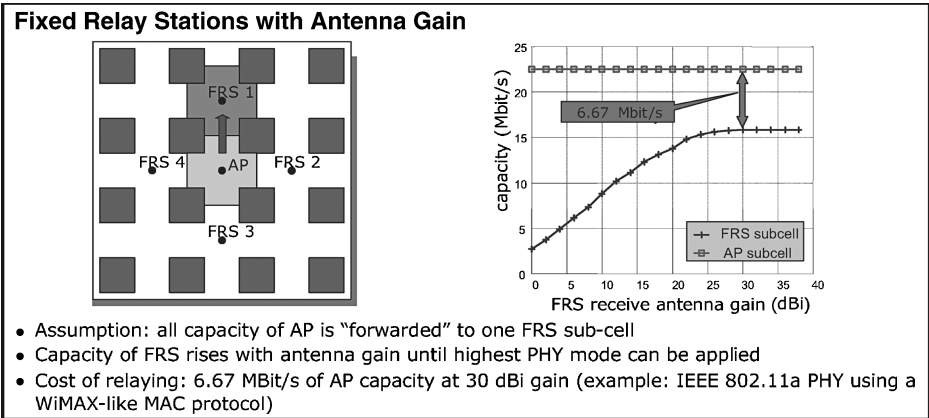 Fixed Relay Stations with Antenna Gain
FRS 1
FRS 4
AP
FRS 2
FRS 3
25
20
15
10
5
0
capacity (Mbit/s)
6.67 Mbit/s
FRS subcell
AP subcell
0 5 10 15 20 25 30 35 40
FRS receive antenna gain (dBi)
• Assumption: all capacity of AP is “forwarded” to one FRS sub-cell
• Capacity of FRS rises with antenna gain until highest PHY mode can be applied
• Cost of relaying: 6.67 MBit/s of AP capacity at 30 dBi gain (example: IEEE 802.11a PHY using a
WiMAX-like MAC protocol)